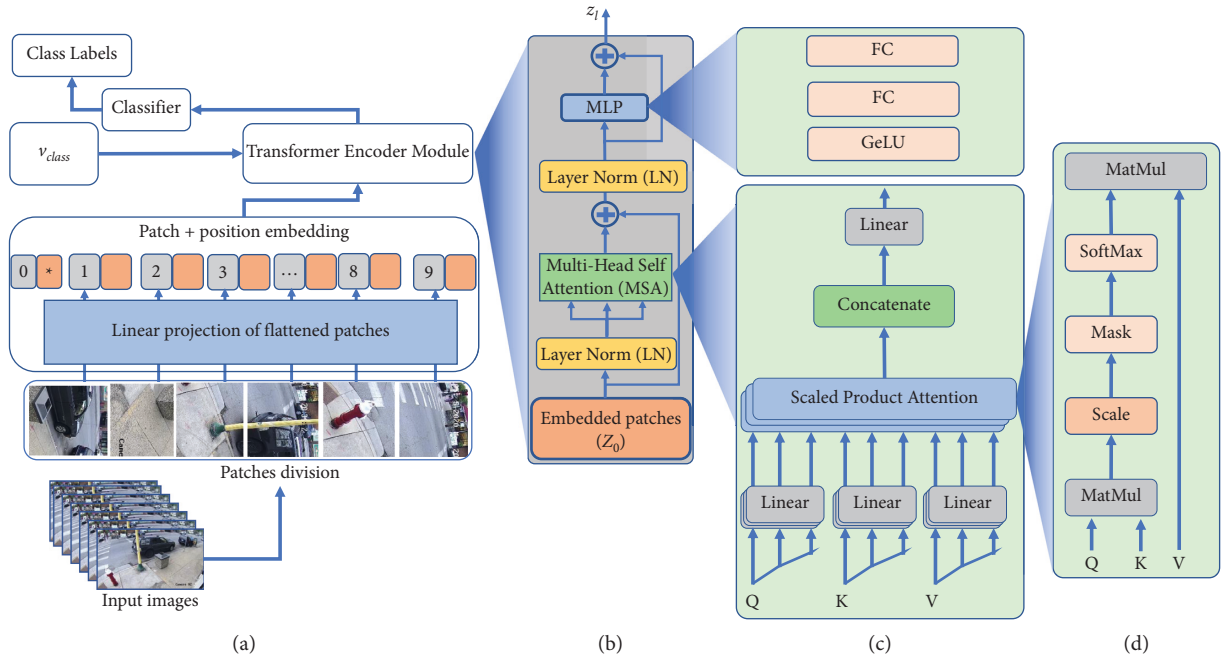 Class Labels
Classifier
v_class
Transformer Encoder Module
Patch + position embedding
0 * 1 2 3 ... 8 9
Linear projection of flattened patches
Patches division
Input images
(a)
z_l
MLP
Layer Norm (LN)
Multi-Head Self
Attention (MSA)
Layer Norm (LN)
Embedded patches
(Z_0)
(b)
FC
FC
GeLU
Linear
Concatenate
Scaled Product Attention
Linear Linear Linear
Q K V
(c)
MatMul
SoftMax
Mask
Scale
MatMul
Q K V
(d)